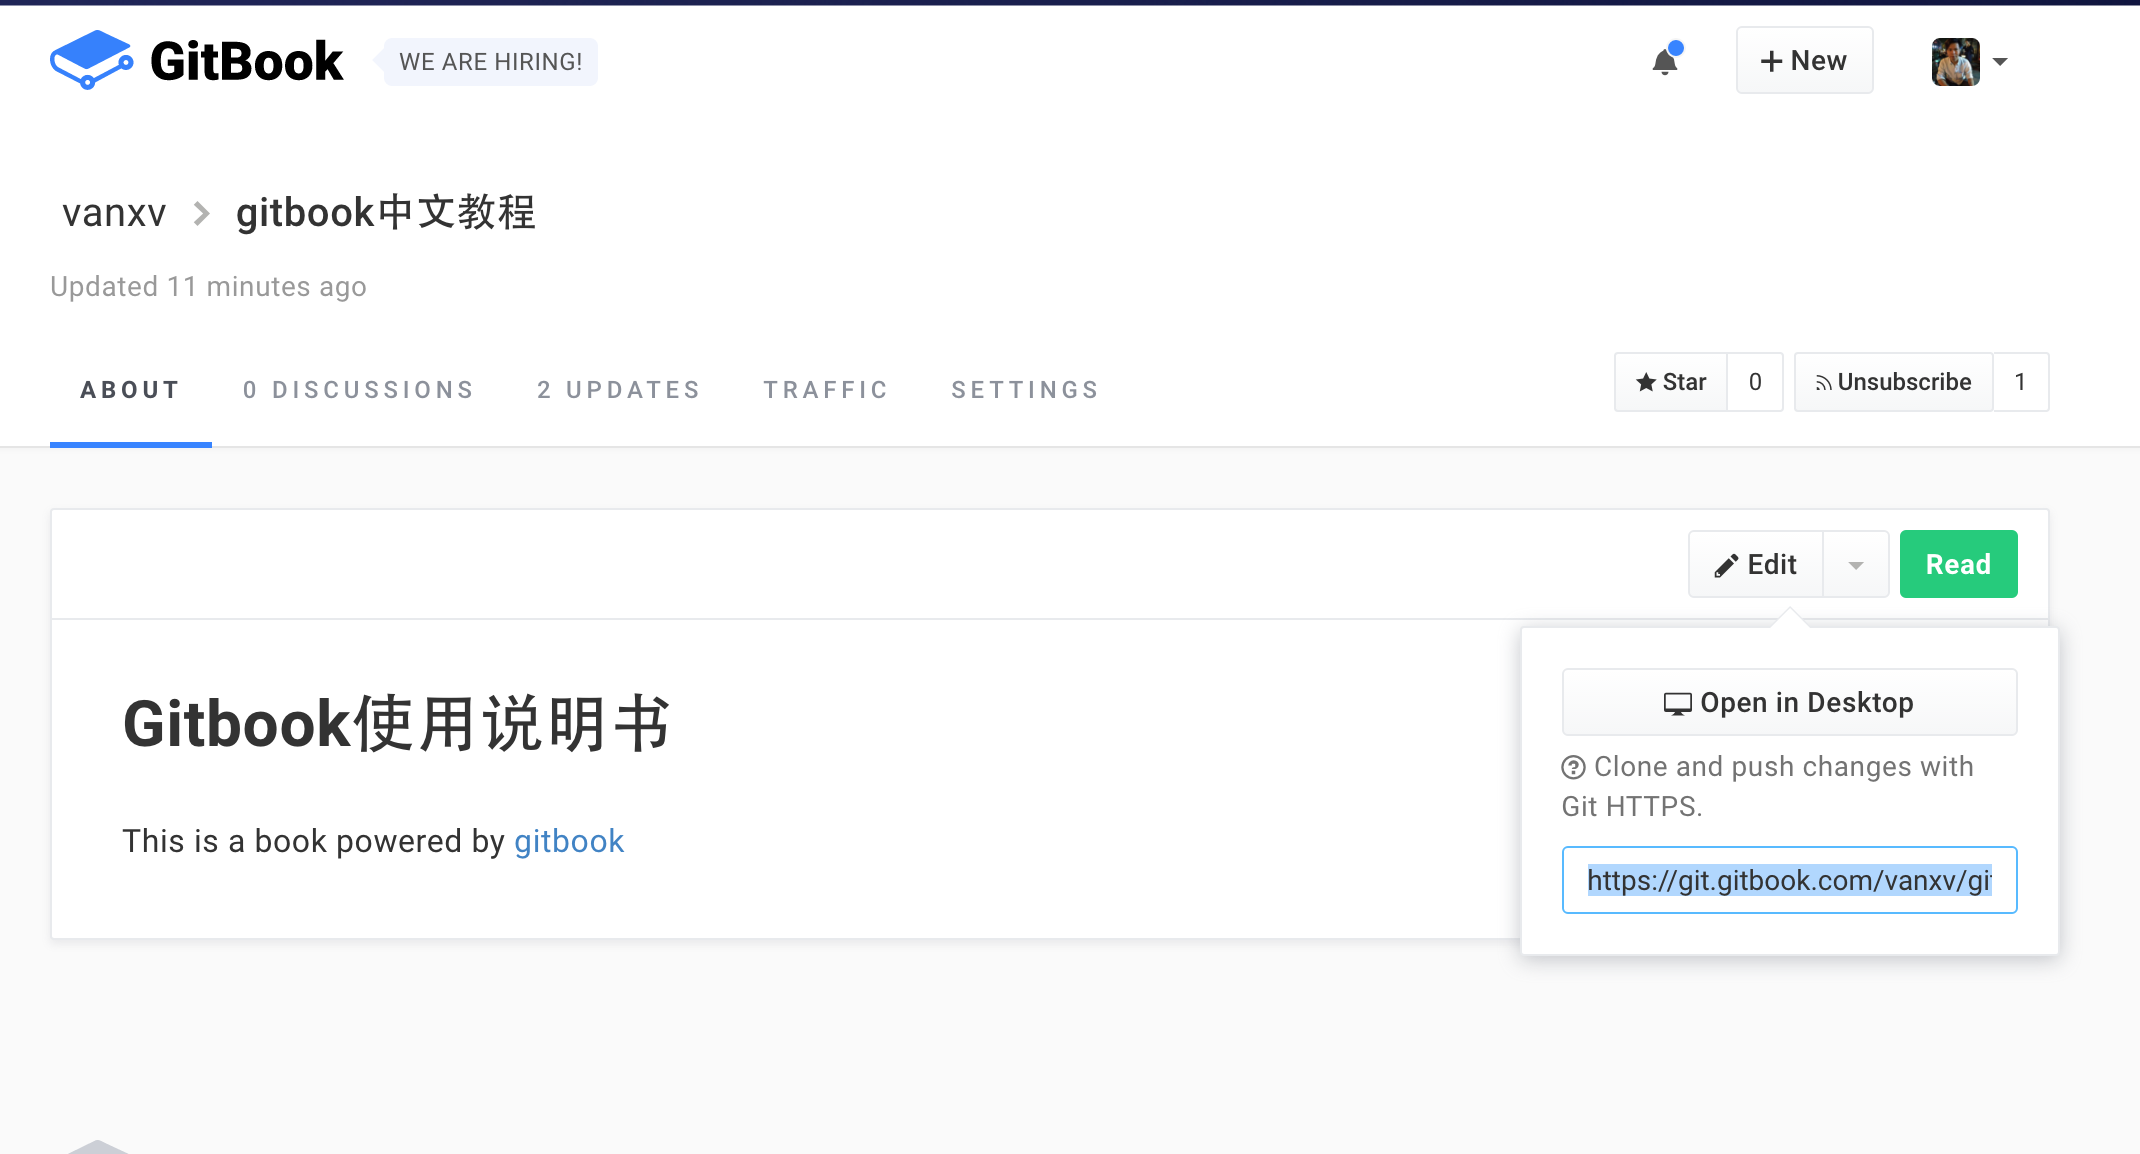 GitBook WE ARE HIRING! New
vanxv > gitbook中文教程
Updated 11 minutes ago
ABOUT 0 DISCUSSIONS 2 UPDATES TRAFFIC SETTINGS Star 0 Unsubscribe 1
Edit Read
Gitbook使用说明书
This is a book powered by gitbook
Open in Desktop
Clone and push changes with
Git HTTPS.
https://git.gitbook.com/vanxv/git